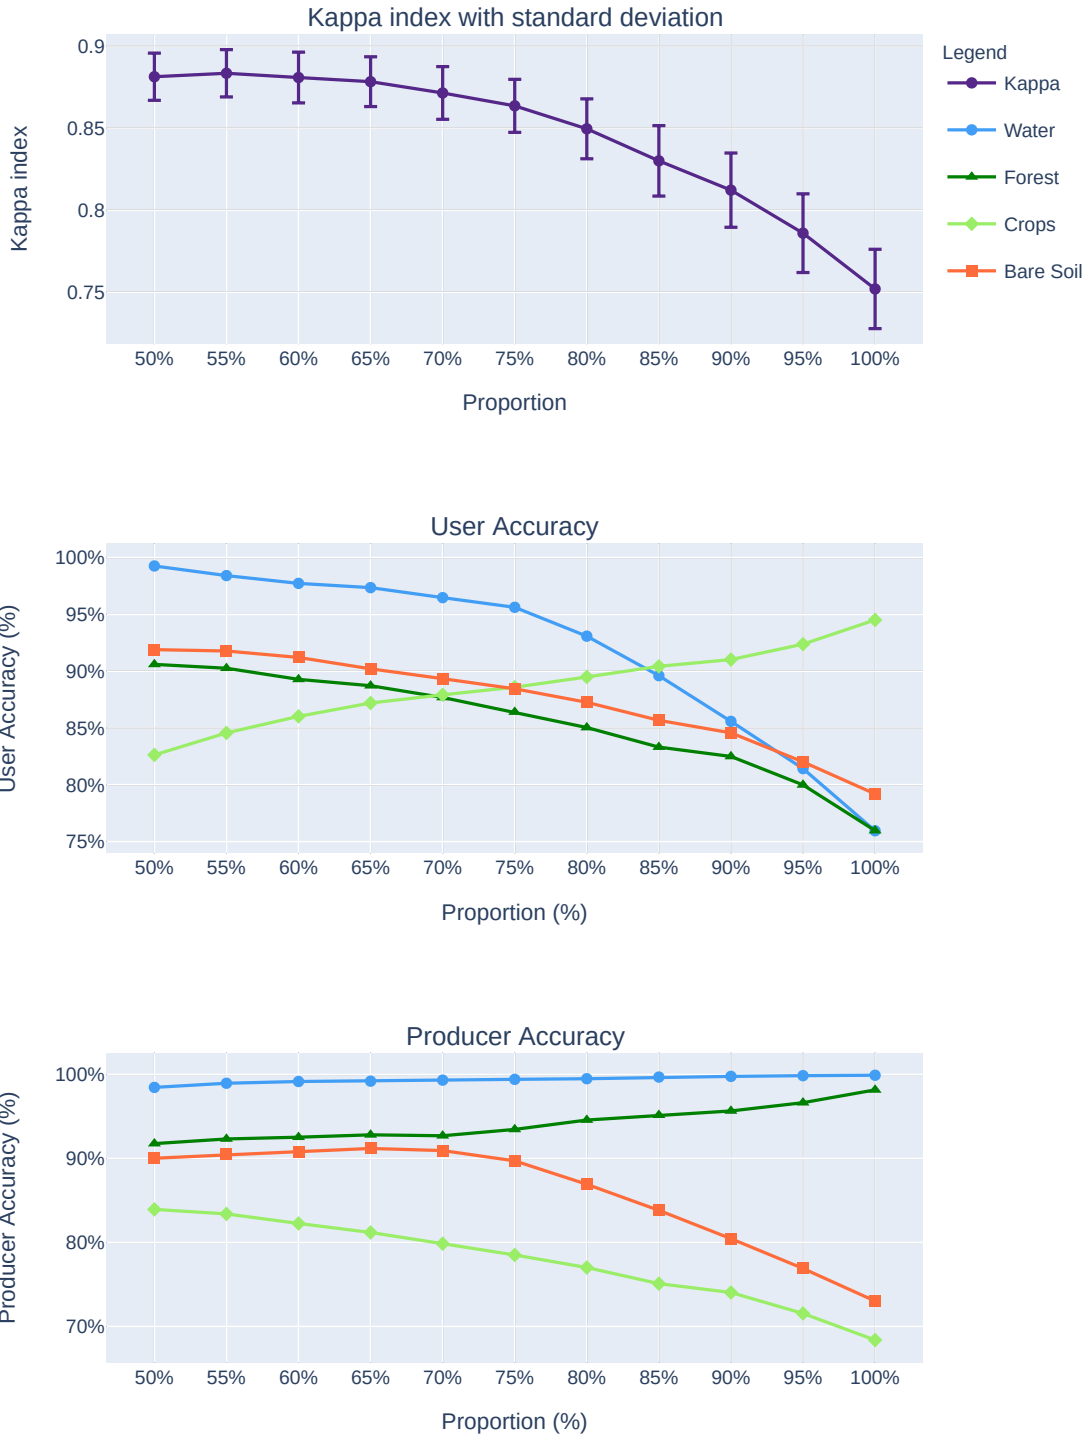 Kappa index with standard deviation
Legend
Kappa
Water
Forest
Crops
Bare Soil
Kappa index
0.9
0.85
0.8
0.75
50% 55% 60% 65% 70% 75% 80% 85% 90% 95% 100%
Proportion
User Accuracy
User Accuracy (%)
100%
95%
90%
85%
80%
75%
50% 55% 60% 65% 70% 75% 80% 85% 90% 95% 100%
Proportion (%)
Producer Accuracy
Producer Accuracy (%)
100%
90%
80%
70%
50% 55% 60% 65% 70% 75% 80% 85% 90% 95% 100%
Proportion (%)